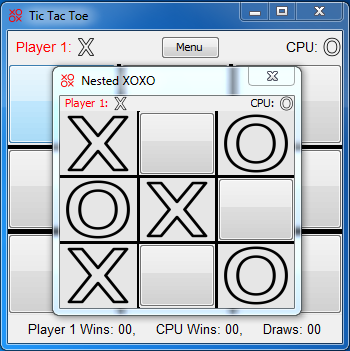 Tic Tac Toe
Player 1: X Menu CPU: O
Nested XOXO
Player 1: X CPU: O
X O
O X
X O
Player 1 Wins: 00, CPU Wins: 00, Draws: 00